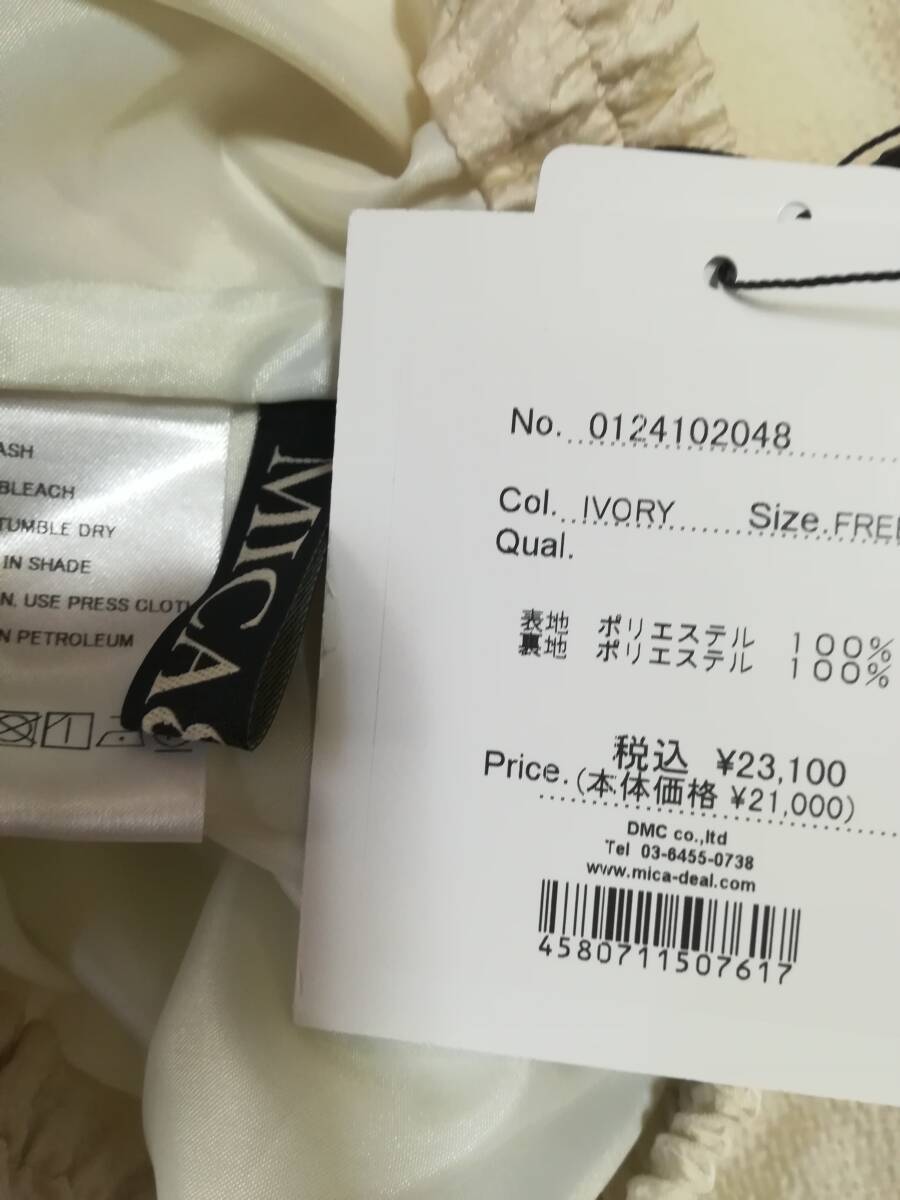 ASH
BLEACH
TUMBLE DRY
IN SHADE
N, USE PRESS CLOTH
N PETROLEUM
MICA &
No. 0124102048
Col. IVORY Size. FREE
Qual.
表地 ポリエステル 100%
裏地 ポリエステル 100%
税込 ¥23,100
Price. (本体価格 ¥21,000)
DMC co.,ltd
Tel 03-6455-0738
www.mica-deal.com
4580711507617